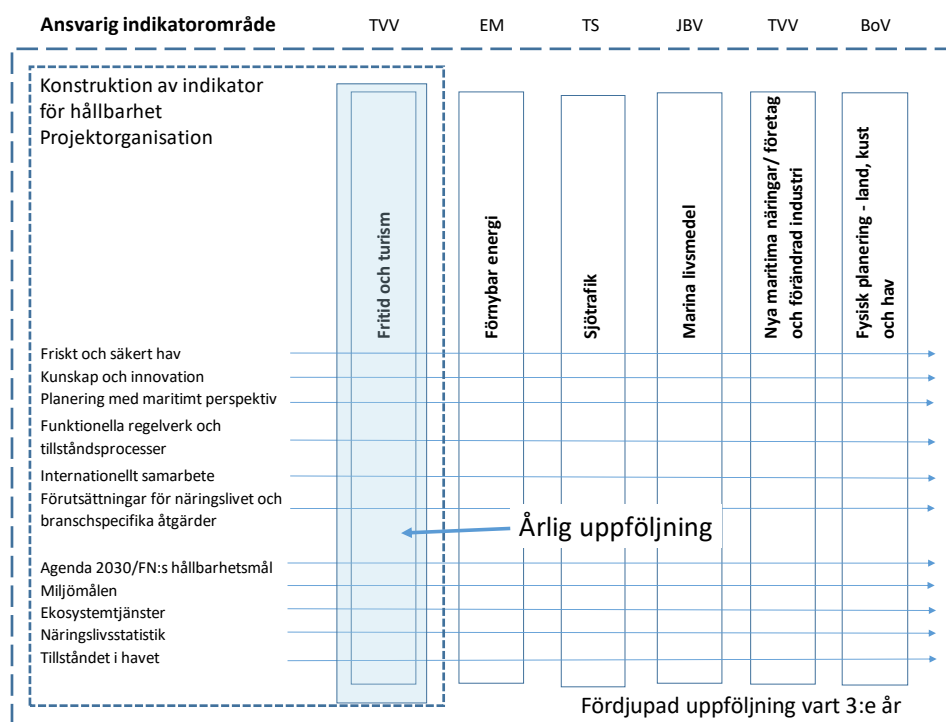 Ansvarig indikatorområde
TVV
EM
TS
JBV
TVV
BoV
Konstruktion av indikator
för hållbarhet
Projektorganisation
Fritid och turism
Förnybar energi
Sjötrafik
Marina livsmedel
Nya maritima näringar/ företag
och förändrad industri
Fysisk planering - land, kust
och hav
Friskt och säkert hav
Kunskap och innovation
Planering med maritimt perspektiv
Funktionella regelverk och
tillståndsprocesser
Internationellt samarbete
Förutsättningar för näringslivet och
branschspecifika åtgärder
Årlig uppföljning
Agenda 2030/FN:s hållbarhetsmål
Miljömålen
Ekosystemtjänster
Näringslivsstatistik
Tillståndet i havet
Fördjupad uppföljning vart 3:e år